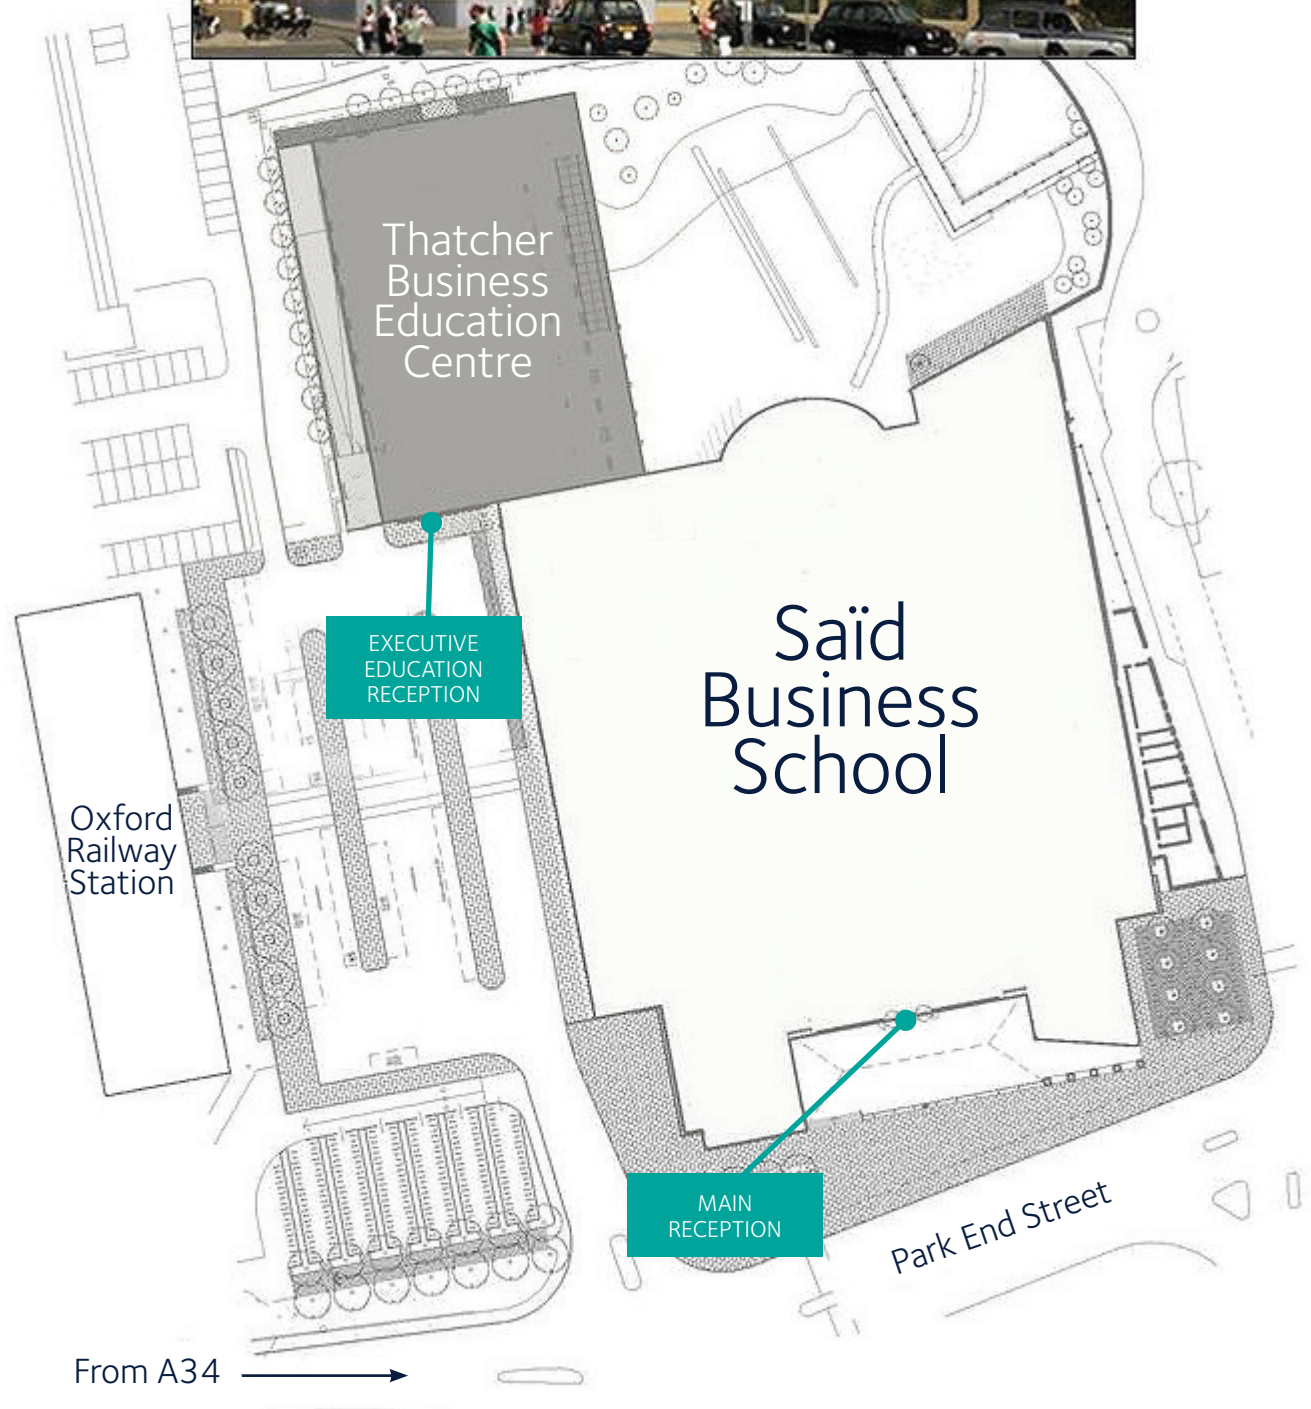 Thatcher
Business
Education
Centre
EXECUTIVE
EDUCATION
RECEPTION
Saïd
Business
School
Oxford
Railway
Station
MAIN
RECEPTION
Park End Street
From A34